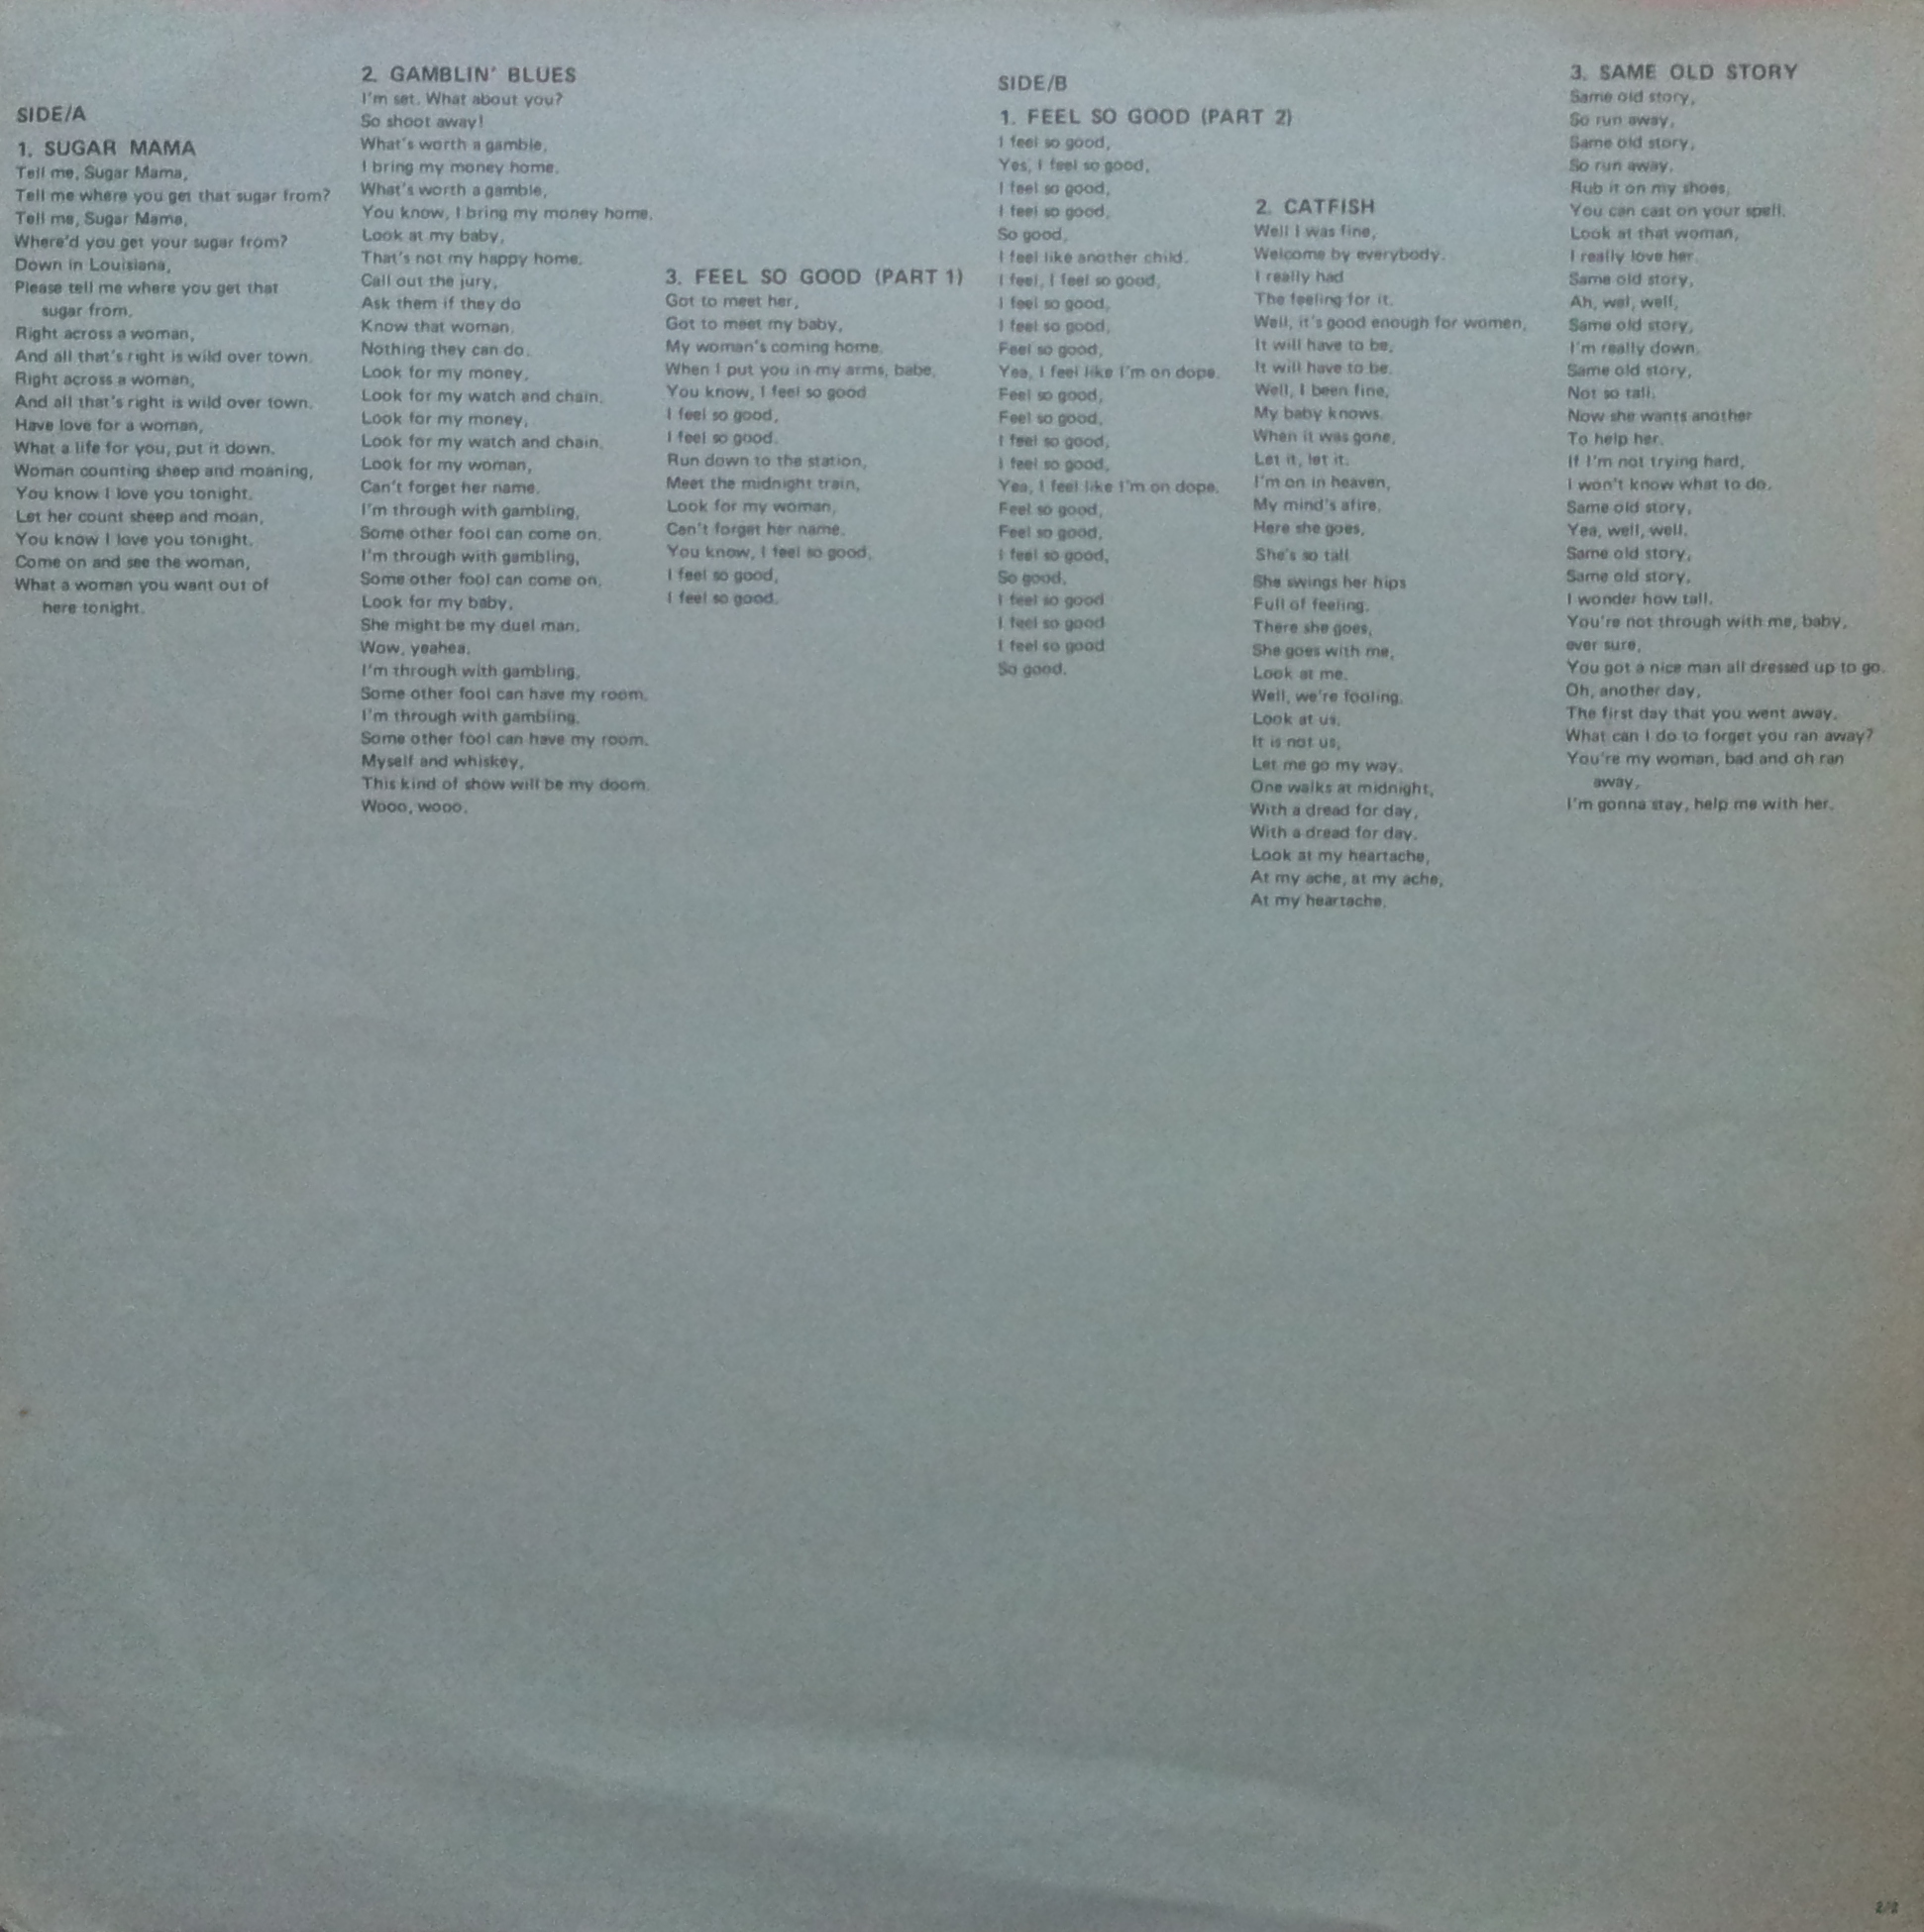 SIDE/A
1. SUGAR MAMA
Tell me, Sugar Mama,
Tell me where you get that sugar from?
Tell me, Sugar Mama,
Where'd you get your sugar from?
Down in Louisiana,
Please tell me where you get that
sugar from.
Right across a woman,
And all that's right is wild over town.
Right across a woman,
And all that's right is wild over town.
Have love for a woman,
What a life for you, put it down.
Woman counting sheep and moaning,
You know I love you tonight.
Let her count sheep and moan,
You know I love you tonight.
Come on and see the woman,
What a woman you want out of
here tonight.
2. GAMBLIN' BLUES
I'm set. What about you?
So shoot away!
What's worth a gamble,
I bring my money home.
What's worth a gamble,
You know, I bring my money home.
Look at my baby,
That's not my happy home.
Call out the jury,
Ask them if they do
Know that woman.
Nothing they can do.
Look for my money,
Look for my watch and chain.
Look for my money,
Look for my watch and chain.
Look for my woman,
Can't forget her name.
I'm through with gambling,
Some other fool can come on.
I'm through with gambling,
Some other fool can come on.
Look for my baby,
She might be my duel man.
Wow, yeahea.
I'm through with gambling,
Some other fool can have my room.
I'm through with gambling.
Some other fool can have my room.
Myself and whiskey,
This kind of show will be my doom.
Wooo, wooo.
3. FEEL SO GOOD (PART 1)
Got to meet her,
Got to meet my baby,
My woman's coming home.
When I put you in my arms, babe,
You know, I feel so good
I feel so good,
I feel so good.
Run down to the station,
Meet the midnight train,
Look for my woman,
Can't forget her name.
You know, I feel so good,
I feel so good,
I feel so good.
SIDE/B
1. FEEL SO GOOD (PART 2)
I feel so good,
Yes, I feel so good,
I feel so good,
I feel so good,
So good,
I feel like another child.
I feel, I feel so good,
I feel so good,
I feel so good,
Feel so good,
Yea, I feel like I'm on dope.
Feel so good,
Feel so good,
I feel so good,
I feel so good,
Yea, I feel like I'm on dope.
Feel so good,
Feel so good,
I feel so good,
So good,
I feel so good
I feel so good
I feel so good
So good.
2. CATFISH
Well I was fine,
Welcome by everybody.
I really had
The feeling for it.
Well, it's good enough for women,
It will have to be,
It will have to be.
Well, I been fine,
My baby knows.
When it was gone,
Let it, let it.
I'm on in heaven,
My mind's afire.
Here she goes,
She's so tall
She swings her hips
Full of feeling.
There she goes,
She goes with me,
Look at me.
Well, we're fooling.
Look at us,
It is not us,
Let me go my way.
One walks at midnight,
With a dread for day,
With a dread for day.
Look at my heartache,
At my ache, at my ache,
At my heartache.
3. SAME OLD STORY
Same old story,
So run away,
Same old story,
So run away,
Rub it on my shoes,
You can cast on your spell.
Look at that woman,
I really love her.
Same old story,
Ah, wel, well,
Same old story,
I'm really down.
Same old story,
Not so tall.
Now she wants another
To help her.
If I'm not trying hard,
I won't know what to do.
Same old story,
Yea, well, well.
Same old story,
Same old story,
I wonder how tall.
You're not through with me, baby,
ever sure,
You got a nice man all dressed up to go.
Oh, another day,
The first day that you went away.
What can I do to forget you ran away?
You're my woman, bad and oh ran
away,
I'm gonna stay, help me with her.